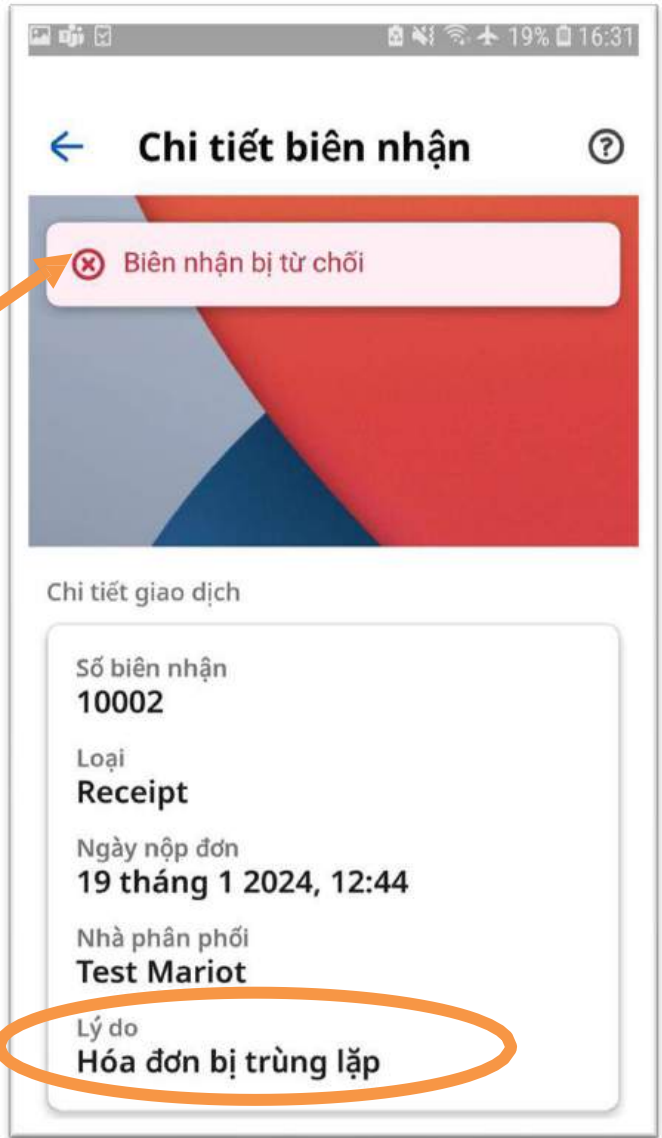 19% 16:31
Chi tiết biên nhận
Biên nhận bị từ chối
Chi tiết giao dịch
Số biên nhận
10002
Loại
Receipt
Ngày nộp đơn
19 tháng 1 2024, 12:44
Nhà phân phối
Test Mariot
Lý do
Hóa đơn bị trùng lặp